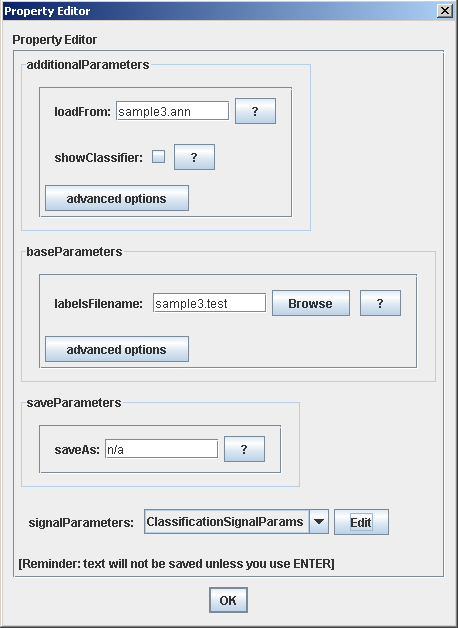 Property Editor
Property Editor
additionalParameters
loadFrom: sample3.ann ?
showClassifier: ?
advanced options
baseParameters
labelsFilename: sample3.test Browse ?
advanced options
saveParameters
saveAs: n/a ?
signalParameters: ClassificationSignalParams Edit
[Reminder: text will not be saved unless you use ENTER]
OK